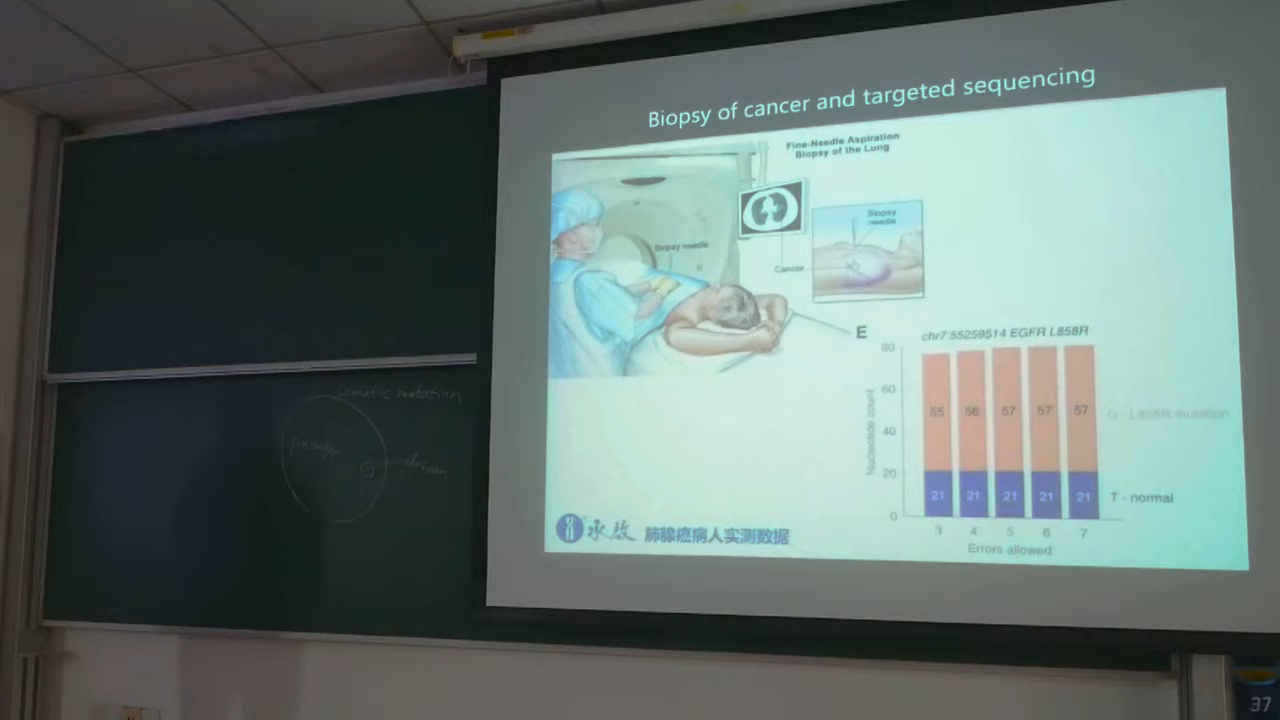 Biopsy of cancer and targeted sequencing
Fine-Needle Aspiration
Biopsy of the Lung
Biopsy needle
Cancer
Biopsy
needle
E
chr7:55259514 EGFR L858R
Nucleotide count
80
60
40
20
0
55 56 57 57 57
G - L858R mutation
21 21 21 21 21
T - normal
3 4 5 6 7
Errors allowed
承启 肺腺癌病人实测数据
somatic mutation
37